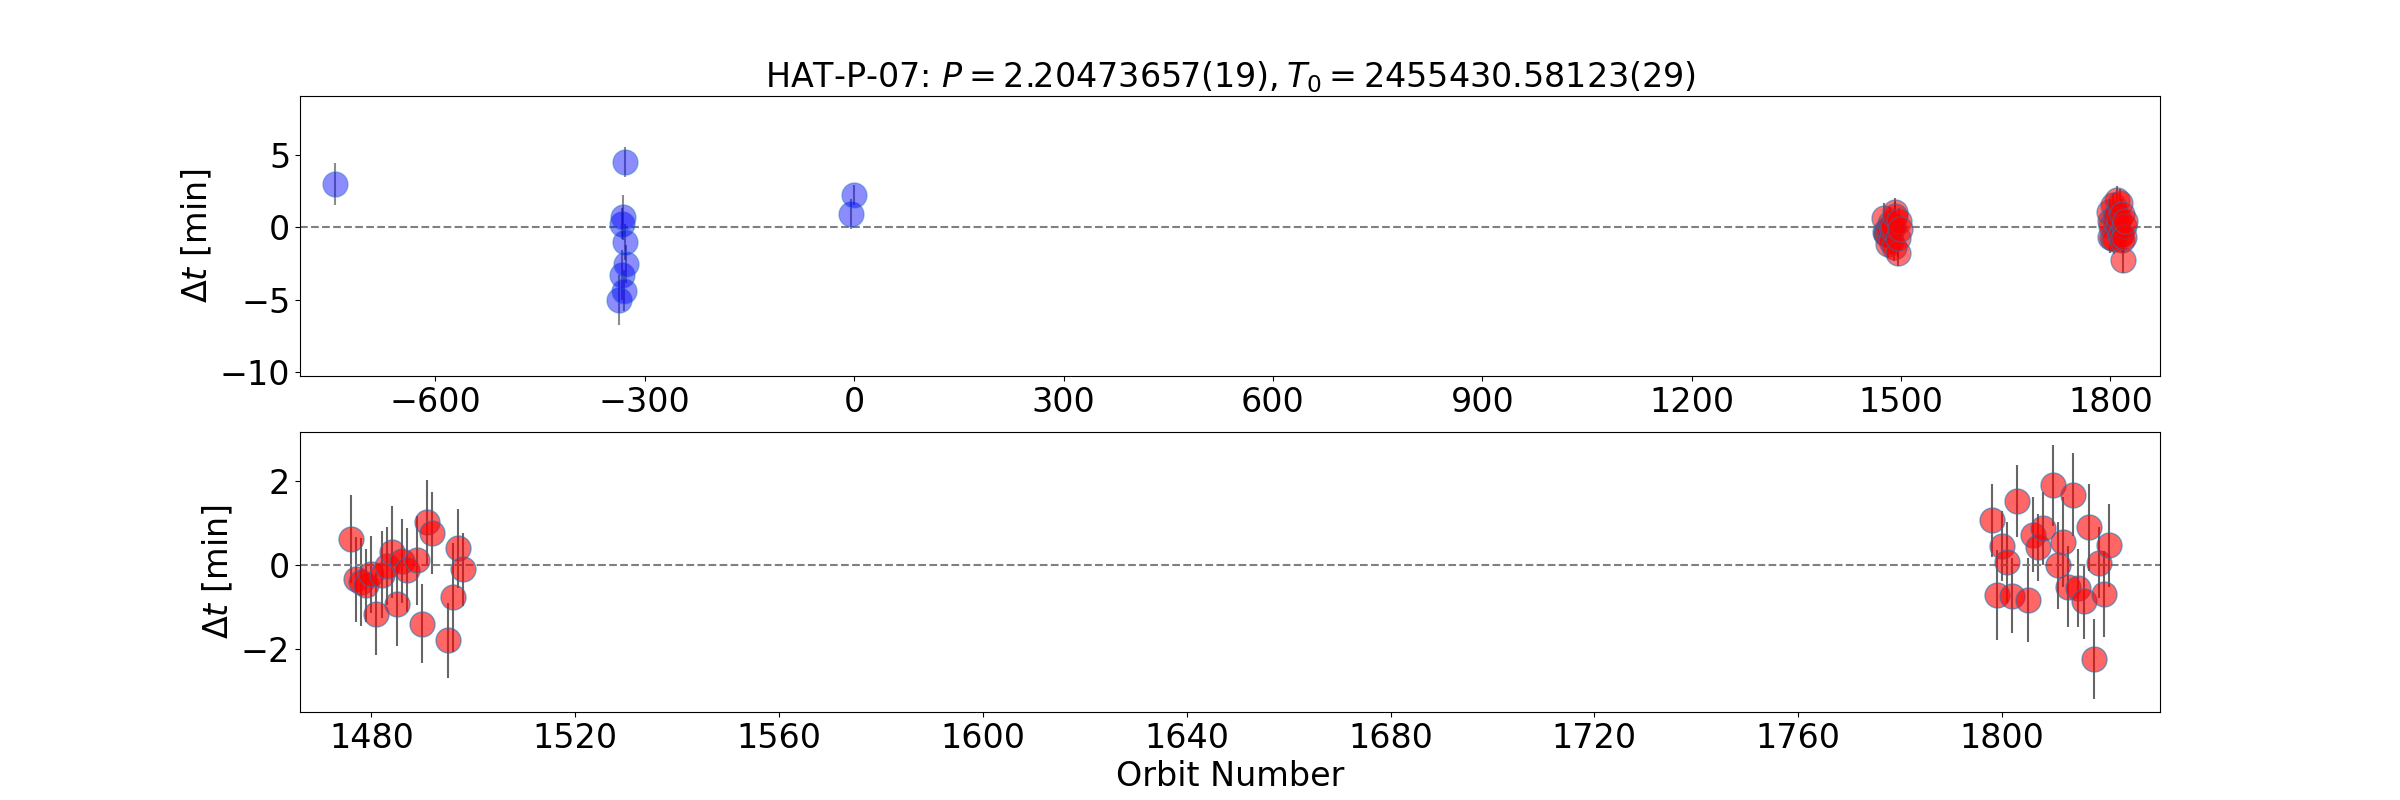 HAT-P-07: P = 2.20473657(19), T₀ = 2455430.58123(29)
5
0
−5
−10
Δt [min]
−600 −300 0 300 600 900 1200 1500 1800
2
0
−2
Δt [min]
1480 1520 1560 1600 1640 1680 1720 1760 1800
Orbit Number